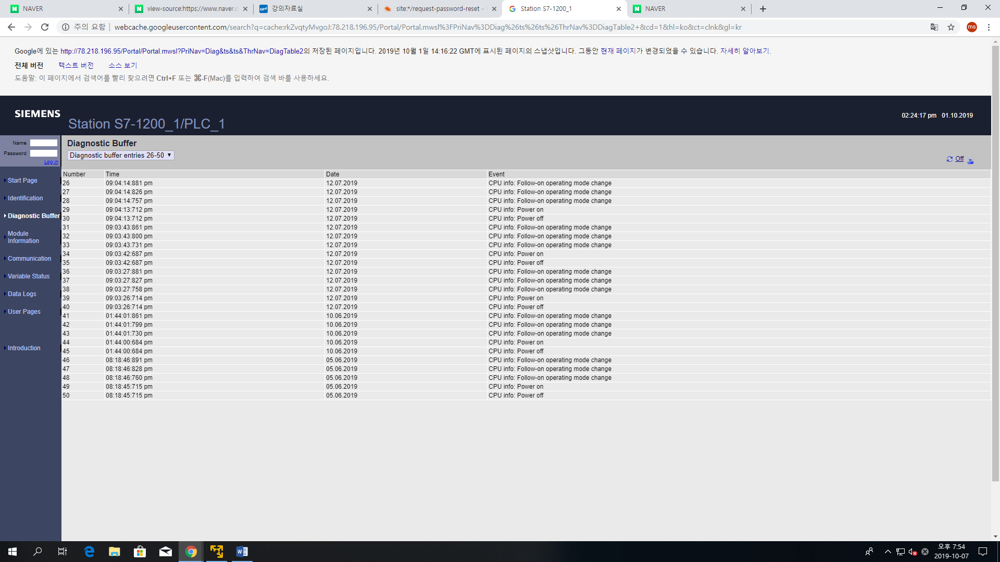 NAVER
view-source:https://www.naver.c
강의자료실
site:*/request-password-reset -
Station S7-1200_1
NAVER
주의 요함
webcache.googleusercontent.com/search?q=cache:rkZvqtyMvgoJ:78.218.196.95/Portal/Portal.mwsl%3FPriNav%3DDiag%26ts%26ts%26ThrNav%3DDiagTable2+&cd=1&hl=ko&ct=clnk&gl=kr
ms
Google에 있는 http://78.218.196.95/Portal/Portal.mwsl?PriNav=Diag&ts&ts&ThrNav=DiagTable2의 저장된 페이지입니다. 2019년 10월 1일 14:16:22 GMT에 표시된 페이지의 스냅샷입니다. 그동안 현재 페이지가 변경되었을 수 있습니다. 자세히 알아보기.
전체 버전 텍스트 버전 소스 보기
도움말: 이 페이지에서 검색어를 빨리 찾으려면 Ctrl+F 또는 ⌘-F(Mac)를 입력하여 검색 바를 사용하세요.
SIEMENS
Station S7-1200_1/PLC_1
02:24:17 pm 01.10.2019
Name
Password
Log in
Start Page
Identification
Diagnostic Buffer
Module
Information
Communication
Variable Status
Data Logs
User Pages
Introduction
Diagnostic Buffer
Diagnostic buffer entries 26-50
Off
Number Time Date Event
26 09:04:14:881 pm 12.07.2019 CPU info: Follow-on operating mode change
27 09:04:14:826 pm 12.07.2019 CPU info: Follow-on operating mode change
28 09:04:14:757 pm 12.07.2019 CPU info: Follow-on operating mode change
29 09:04:13:712 pm 12.07.2019 CPU info: Power on
30 09:04:13:712 pm 12.07.2019 CPU info: Power off
31 09:03:43:861 pm 12.07.2019 CPU info: Follow-on operating mode change
32 09:03:43:800 pm 12.07.2019 CPU info: Follow-on operating mode change
33 09:03:43:731 pm 12.07.2019 CPU info: Follow-on operating mode change
34 09:03:42:687 pm 12.07.2019 CPU info: Power on
35 09:03:42:687 pm 12.07.2019 CPU info: Power off
36 09:03:27:881 pm 12.07.2019 CPU info: Follow-on operating mode change
37 09:03:27:827 pm 12.07.2019 CPU info: Follow-on operating mode change
38 09:03:27:758 pm 12.07.2019 CPU info: Follow-on operating mode change
39 09:03:26:714 pm 12.07.2019 CPU info: Power on
40 09:03:26:714 pm 12.07.2019 CPU info: Power off
41 01:44:01:861 pm 10.06.2019 CPU info: Follow-on operating mode change
42 01:44:01:799 pm 10.06.2019 CPU info: Follow-on operating mode change
43 01:44:01:730 pm 10.06.2019 CPU info: Follow-on operating mode change
44 01:44:00:684 pm 10.06.2019 CPU info: Power on
45 01:44:00:684 pm 10.06.2019 CPU info: Power off
46 08:18:46:891 pm 05.06.2019 CPU info: Follow-on operating mode change
47 08:18:46:828 pm 05.06.2019 CPU info: Follow-on operating mode change
48 08:18:46:760 pm 05.06.2019 CPU info: Follow-on operating mode change
49 08:18:45:715 pm 05.06.2019 CPU info: Power on
50 08:18:45:715 pm 05.06.2019 CPU info: Power off
오후 7:54
2019-10-07